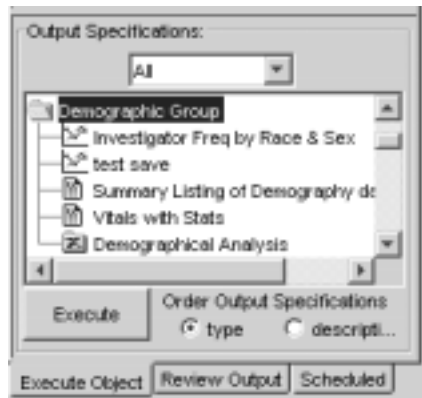 Output Specifications:
All
Demographic Group
Investigator Freq by Race & Sex
test save
Summary Listing of Demography da
Vitals with Stats
Demographical Analysis
Execute
Order Output Specifications
type
descripti...
Execute Object
Review Output
Scheduled